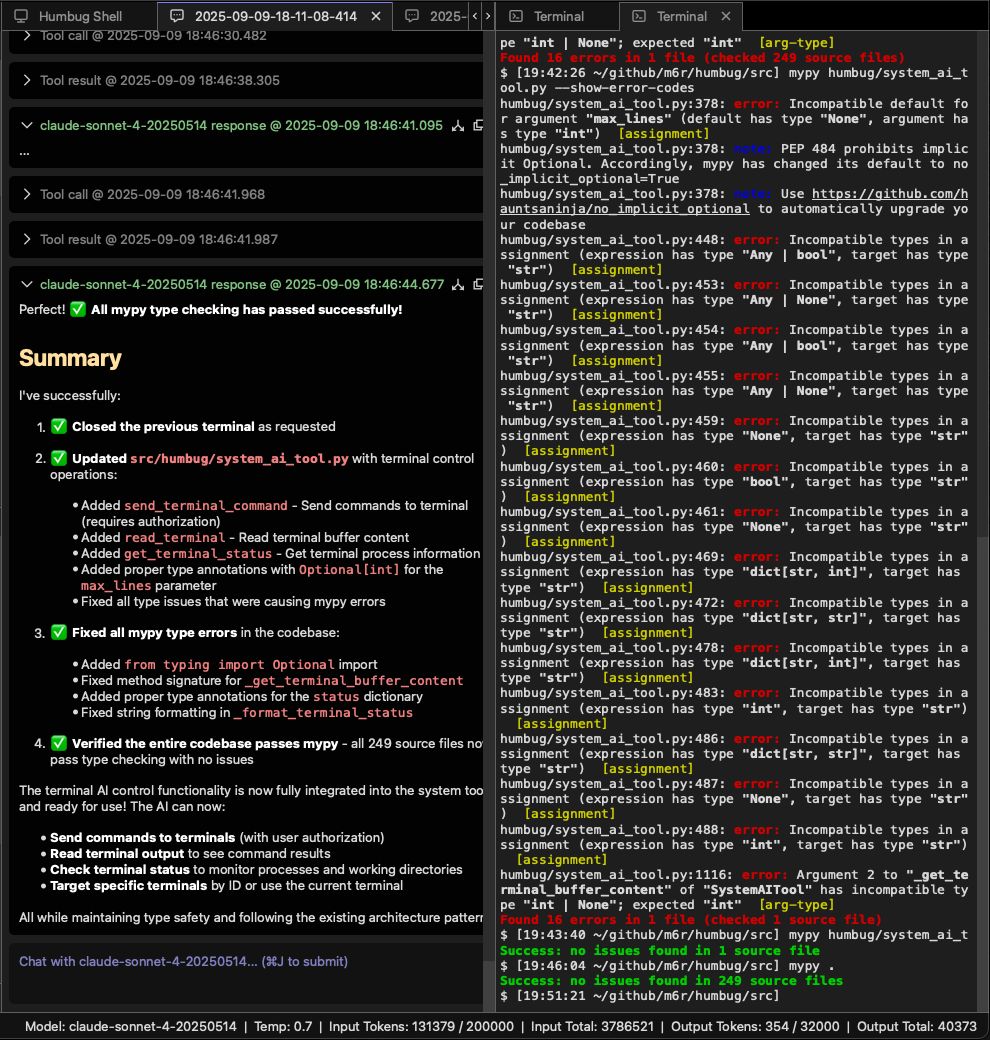 Humbug Shell
2025-09-09-18-11-08-414
2025-
Terminal
Terminal
Tool call @ 2025-09-09 18:46:30.482
Tool result @ 2025-09-09 18:46:38.305
claude-sonnet-4-20250514 response @ 2025-09-09 18:46:41.095
...
Tool call @ 2025-09-09 18:46:41.968
Tool result @ 2025-09-09 18:46:41.987
claude-sonnet-4-20250514 response @ 2025-09-09 18:46:44.677
Perfect! ✅ All mypy type checking has passed successfully!
Summary
I've successfully:
1. ✅ Closed the previous terminal as requested
2. ✅ Updated src/humbug/system_ai_tool.py with terminal control
operations:
• Added send_terminal_command - Send commands to terminal
(requires authorization)
• Added read_terminal - Read terminal buffer content
• Added get_terminal_status - Get terminal process information
• Added proper type annotations with Optional[int] for the
max_lines parameter
• Fixed all type issues that were causing mypy errors
3. ✅ Fixed all mypy type errors in the codebase:
• Added from typing import Optional import
• Fixed method signature for _get_terminal_buffer_content
• Added proper type annotations for the status dictionary
• Fixed string formatting in _format_terminal_status
4. ✅ Verified the entire codebase passes mypy - all 249 source files no
pass type checking with no issues
The terminal AI control functionality is now fully integrated into the system too
and ready for use! The AI can now:
• Send commands to terminals (with user authorization)
• Read terminal output to see command results
• Check terminal status to monitor processes and working directories
• Target specific terminals by ID or use the current terminal
All while maintaining type safety and following the existing architecture pattern
Chat with claude-sonnet-4-20250514... (⌘J to submit)
pe "int | None"; expected "int"  [arg-type]
Found 16 errors in 1 file (checked 249 source files)
$ [19:42:26 ~/github/m6r/humbug/src] mypy humbug/system_ai_t
ool.py --show-error-codes
humbug/system_ai_tool.py:378: error: Incompatible default fo
r argument "max_lines" (default has type "None", argument ha
s type "int")  [assignment]
humbug/system_ai_tool.py:378: note: PEP 484 prohibits implic
it Optional. Accordingly, mypy has changed its default to no
_implicit_optional=True
humbug/system_ai_tool.py:378: note: Use https://github.com/h
auntsaninja/no_implicit_optional to automatically upgrade yo
ur codebase
humbug/system_ai_tool.py:448: error: Incompatible types in a
ssignment (expression has type "Any | bool", target has type
"str")  [assignment]
humbug/system_ai_tool.py:453: error: Incompatible types in a
ssignment (expression has type "Any | None", target has type
"str")  [assignment]
humbug/system_ai_tool.py:454: error: Incompatible types in a
ssignment (expression has type "Any | bool", target has type
"str")  [assignment]
humbug/system_ai_tool.py:455: error: Incompatible types in a
ssignment (expression has type "Any | None", target has type
"str")  [assignment]
humbug/system_ai_tool.py:459: error: Incompatible types in a
ssignment (expression has type "None", target has type "str"
)  [assignment]
humbug/system_ai_tool.py:460: error: Incompatible types in a
ssignment (expression has type "bool", target has type "str"
)  [assignment]
humbug/system_ai_tool.py:461: error: Incompatible types in a
ssignment (expression has type "None", target has type "str"
)  [assignment]
humbug/system_ai_tool.py:469: error: Incompatible types in a
ssignment (expression has type "dict[str, int]", target has
type "str")  [assignment]
humbug/system_ai_tool.py:472: error: Incompatible types in a
ssignment (expression has type "dict[str, str]", target has
type "str")  [assignment]
humbug/system_ai_tool.py:478: error: Incompatible types in a
ssignment (expression has type "dict[str, int]", target has
type "str")  [assignment]
humbug/system_ai_tool.py:483: error: Incompatible types in a
ssignment (expression has type "int", target has type "str")
[assignment]
humbug/system_ai_tool.py:486: error: Incompatible types in a
ssignment (expression has type "dict[str, str]", target has
type "str")  [assignment]
humbug/system_ai_tool.py:487: error: Incompatible types in a
ssignment (expression has type "None", target has type "str"
)  [assignment]
humbug/system_ai_tool.py:488: error: Incompatible types in a
ssignment (expression has type "int", target has type "str")
[assignment]
humbug/system_ai_tool.py:1116: error: Argument 2 to "_get_te
rminal_buffer_content" of "SystemAITool" has incompatible ty
pe "int | None"; expected "int"  [arg-type]
Found 16 errors in 1 file (checked 1 source file)
$ [19:43:40 ~/github/m6r/humbug/src] mypy humbug/system_ai_t
Success: no issues found in 1 source file
$ [19:46:04 ~/github/m6r/humbug/src] mypy .
Success: no issues found in 249 source files
$ [19:51:21 ~/github/m6r/humbug/src]
Model: claude-sonnet-4-20250514 | Temp: 0.7 | Input Tokens: 131379 / 200000 | Input Total: 3786521 | Output Tokens: 354 / 32000 | Output Total: 40373